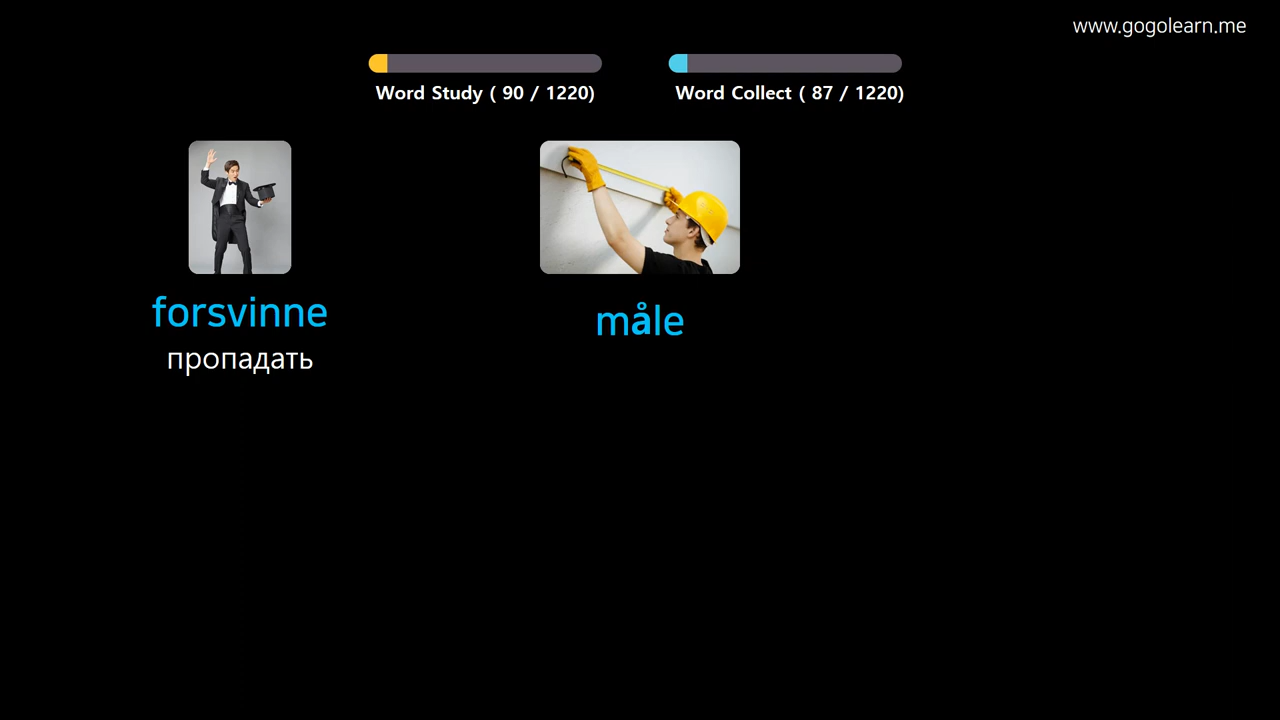 www.gogolearn.me
Word Study ( 90 / 1220)
Word Collect ( 87 / 1220)
forsvinne
пропадать
måle